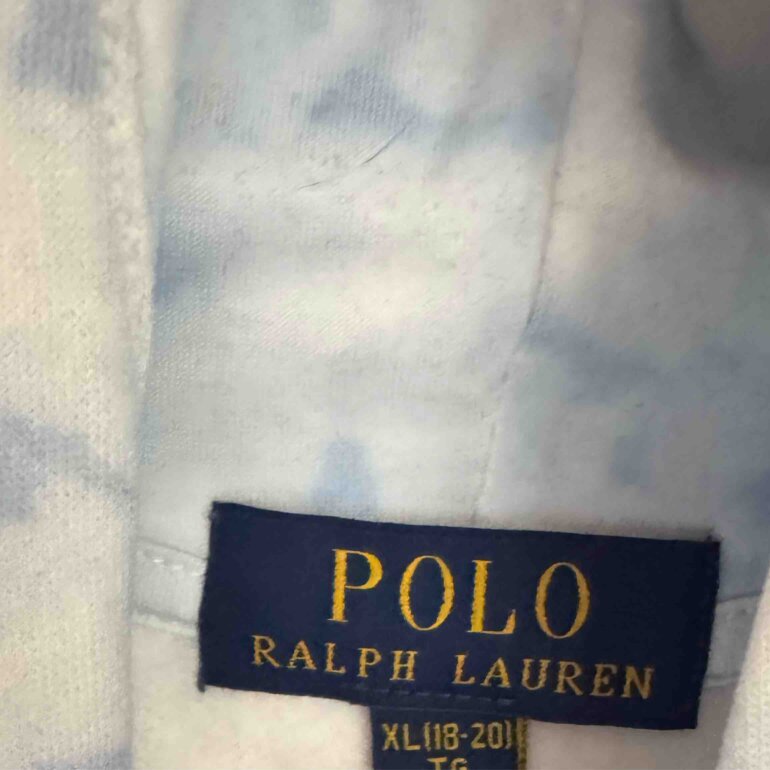 POLO
RALPH LAUREN
XL(18-20)
TG